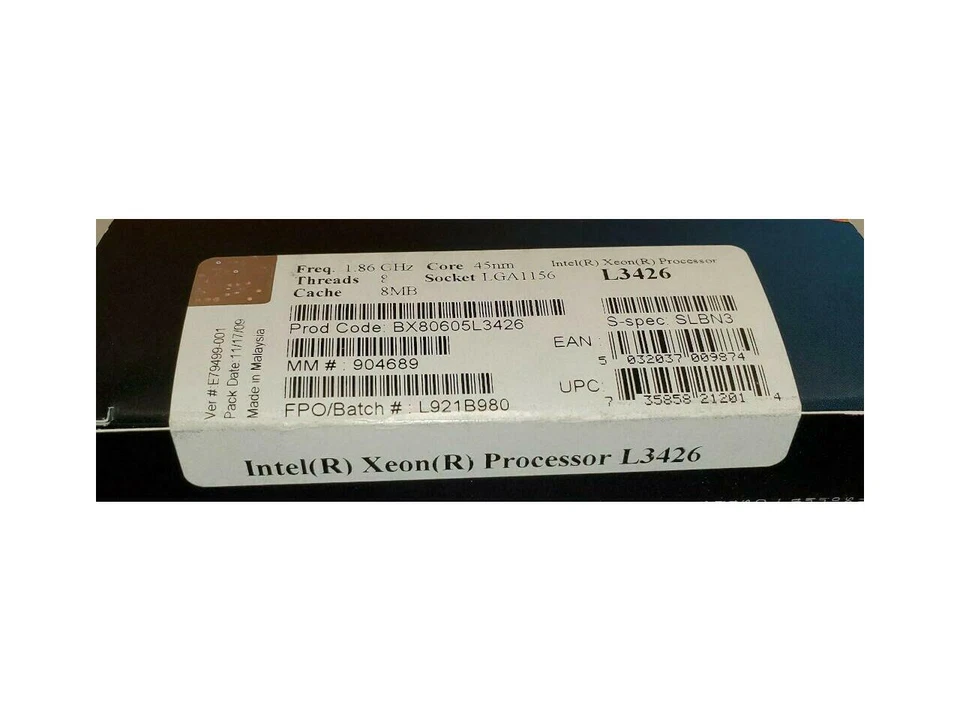 Freq. 1.86 GHz Core 45nm
Threads 8 Socket LGA1156
Cache 8MB
Intel(R) Xeon(R) Processor
L3426
Prod Code: BX80605L3426
MM # : 904689
FPO/Batch # : L921B980
S-spec: SLBN3
EAN :
5 032037 009874
UPC:
7 35858 21201 4
Ver #: E79499-001
Pack Date:11/17/09
Made in Malaysia
Intel(R) Xeon(R) Processor L3426